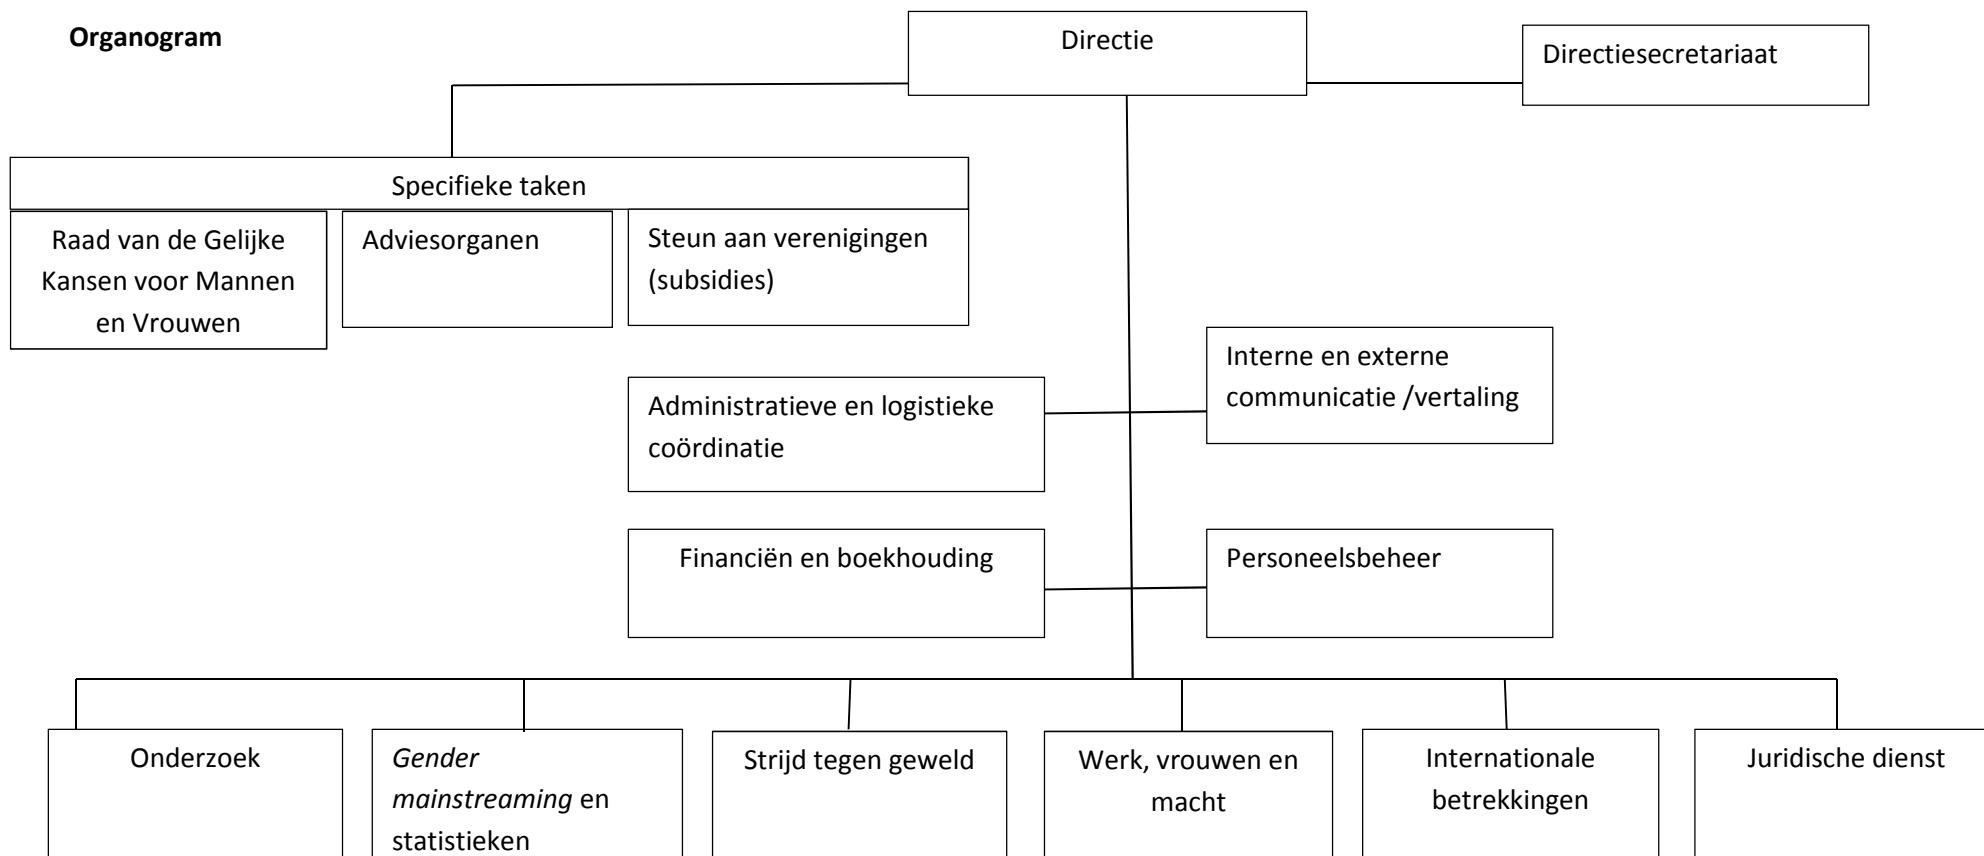 Organogram
Directie
Directiesecretariaat
Specifieke taken
Raad van de Gelijke
Kansen voor Mannen
en Vrouwen
Adviesorganen
Steun aan verenigingen
(subsidies)
Interne en externe
communicatie /vertaling
Administratieve en logistieke
coördinatie
Financiën en boekhouding
Personeelsbeheer
Onderzoek
Gender
mainstreaming en
statistieken
Strijd tegen geweld
Werk, vrouwen en
macht
Internationale
betrekkingen
Juridische dienst